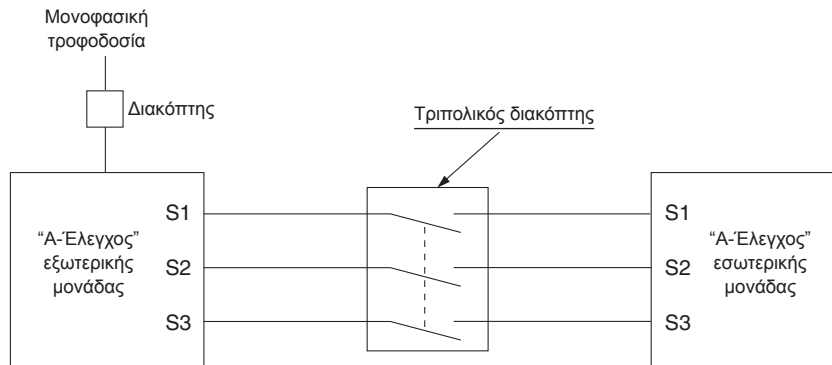 Μονοφασική
τροφοδοσία
Διακόπτης
Τριπολικός διακόπτης
“Α-Έλεγχος”
εξωτερικής
μονάδας
S1
S2
S3
S1
S2
S3
“Α-Έλεγχος”
εσωτερικής
μονάδας